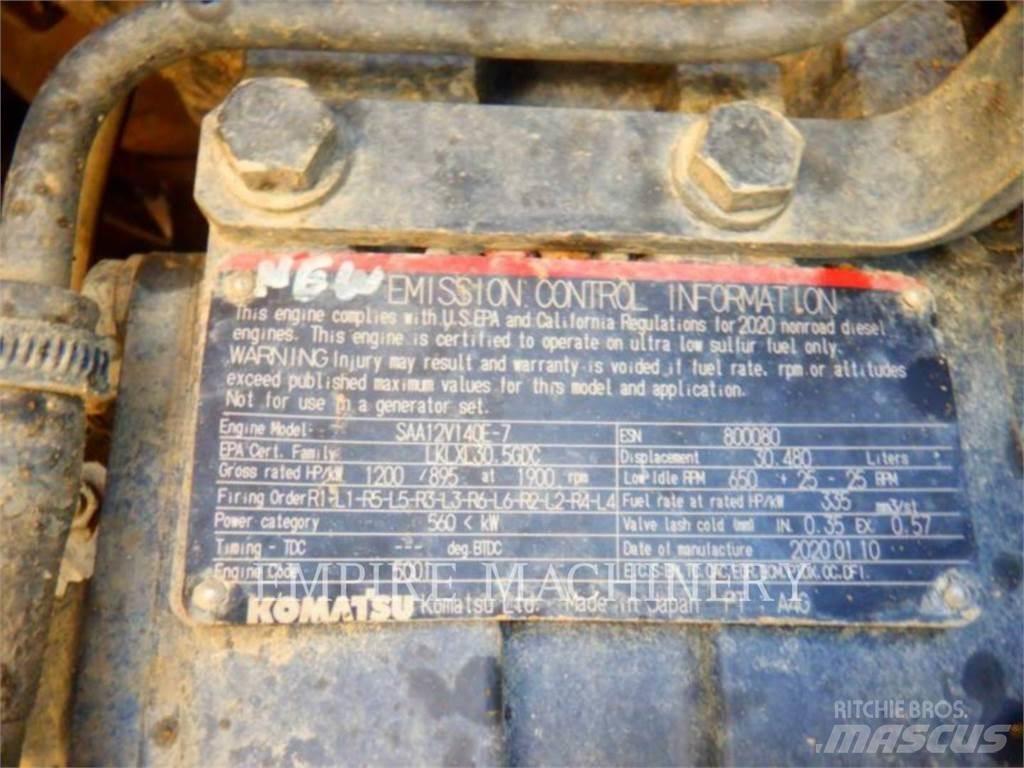 NEW EMISSION CONTROL INFORMATION
This engine complies with U.S.EPA and California Regulations for 2020 nonroad diesel
engines. This engine is certified to operate on ultra low sulfur fuel only.
WARNING Injury may result and warranty is voided if fuel rate. rpm or altitudes
exceed published maximum values for this model and application.
Not for use in a generator set.
Engine Model SAA12V140E-7 ESN 800080
EPA Cert. Family LKLXL30.5GDC Displacement 30.480 Liters
Gross rated HP/kW 1200 / 895 at 1900 rpm Low Idle RPM 650 + 25 - 25 RPM
Firing Order R1-L1-R5-L5-R3-L3-R6-L6-R2-L2-R4-L4 Fuel rate at rated HP/kW 335 mm3/st
Power category 560 < kW Valve lash cold (mm) IN. 0.35 EX. 0.57
Timing - TDC --- deg.BTDC Date of manufacture 2020.01.10
Engine Code
KOMATSU Komatsu Ltd. Made in Japan PT A4G
EMPIRE MACHINERY
RITCHIE BROS.
MASCUS